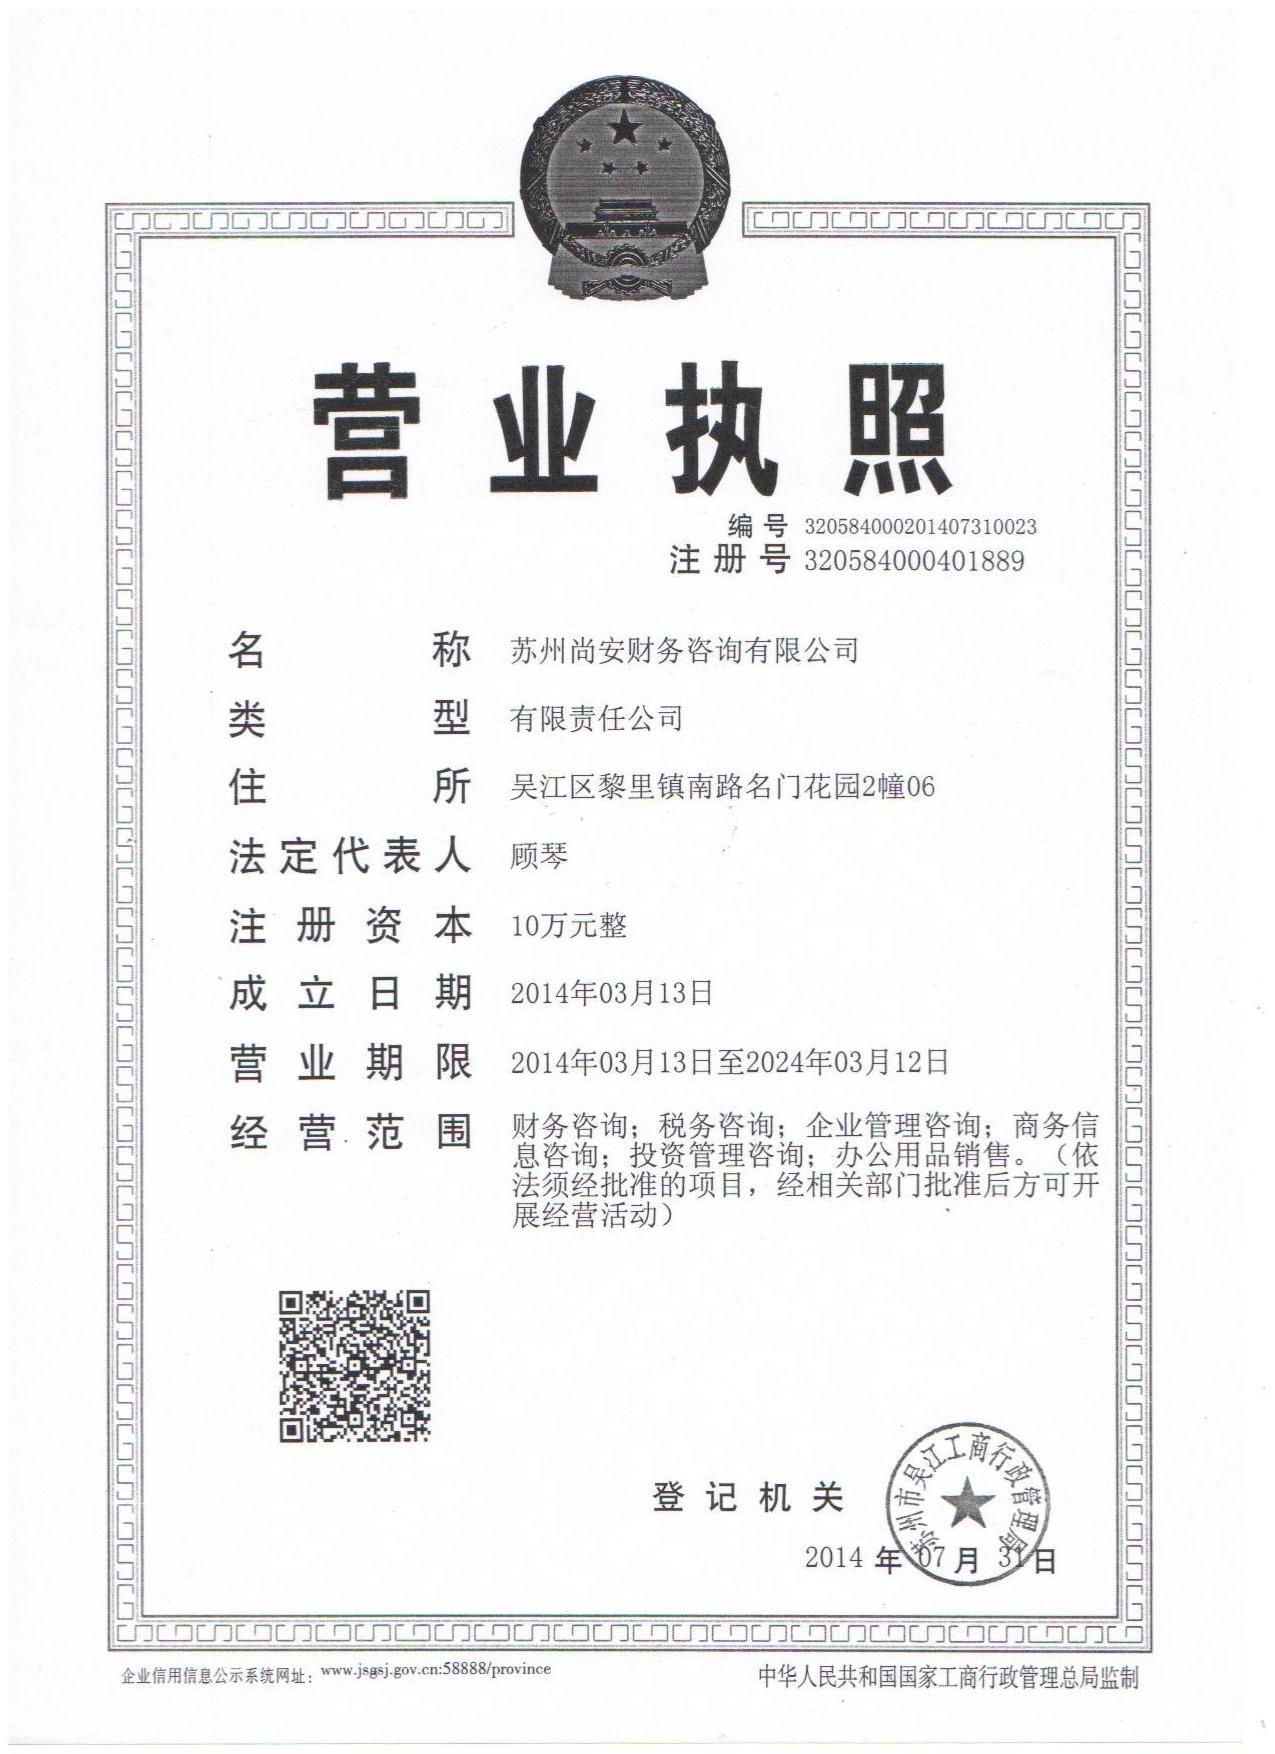 营业执照
编号 320584000201407310023
注册号 320584000401889
名称 苏州尚安财务咨询有限公司
类型 有限责任公司
住所 吴江区黎里镇南路名门花园2幢06
法定代表人 顾琴
注册资本 10万元整
成立日期 2014年03月13日
营业期限 2014年03月13日至2024年03月12日
经营范围 财务咨询；税务咨询；企业管理咨询；商务信
息咨询；投资管理咨询；办公用品销售。（依
法须经批准的项目，经相关部门批准后方可开
展经营活动）
登记机关
苏州市吴江工商行政管理局
2014 年 07 月 31 日
企业信用信息公示系统网址： www.jsgsj.gov.cn:58888/province
中华人民共和国国家工商行政管理总局监制